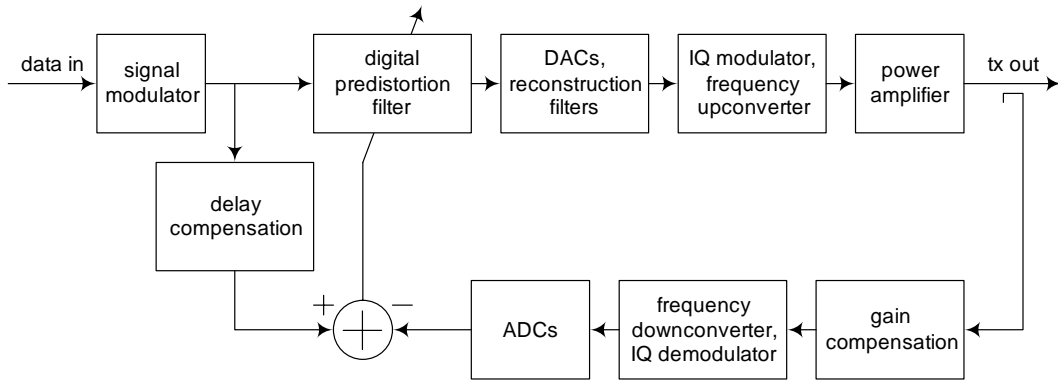 data in
signal
modulator
digital
predistortion
filter
DACs,
reconstruction
filters
IQ modulator,
frequency
upconverter
power
amplifier
tx out
delay
compensation
+
−
ADCs
frequency
downconverter,
IQ demodulator
gain
compensation